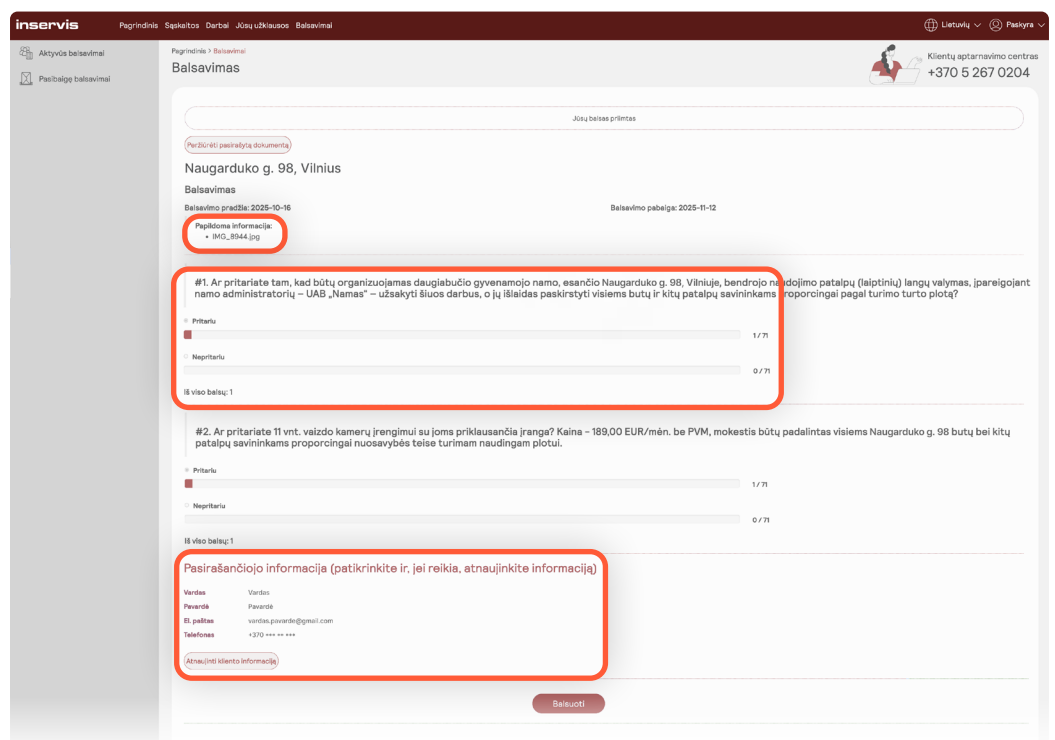 inservis
Pagrindinis Sąskaitos Darbai Jūsų užklausos Balsavimai
Lietuvių Paskyra
Aktyvūs balsavimai
Pasibaigę balsavimai
Pagrindinis > Balsavimai
Balsavimas
Klientų aptarnavimo centras
+370 5 267 0204
Jūsų balsas priimtas
Peržiūrėti pasirašytą dokumentą
Naugarduko g. 98, Vilnius
Balsavimas
Balsavimo pradžia: 2025-10-16 Balsavimo pabaiga: 2025-11-12
Papildoma informacija:
• IMG_8944.jpg
#1. Ar pritariate tam, kad būtų organizuojamas daugiabučio gyvenamojo namo, esančio Naugarduko g. 98, Vilniuje, bendrojo naudojimo patalpų (laiptinių) langų valymas, įpareigojant
namo administratorių – UAB „Namas" – užsakyti šiuos darbus, o jų išlaidas paskirstyti visiems butų ir kitų patalpų savininkams proporcingai pagal turimo turto plotą?
Pritariu
1 / 71
Nepritariu
0 / 71
Iš viso balsų: 1
#2. Ar pritariate 11 vnt. vaizdo kamerų įrengimui su joms priklausančia įranga? Kaina - 189,00 EUR/mėn. be PVM, mokestis būtų padalintas visiems Naugarduko g. 98 butų bei kitų
patalpų savininkams proporcingai nuosavybės teise turimam naudingam plotui.
Pritariu
1 / 71
Nepritariu
0 / 71
Iš viso balsų: 1
Pasirašančiojo informacija (patikrinkite ir, jei reikia, atnaujinkite informaciją)
Vardas Vardas
Pavardė Pavardė
El. paštas vardas.pavarde@gmail.com
Telefonas +370 *** ** ***
Atnaujinti kliento informaciją
Balsuoti